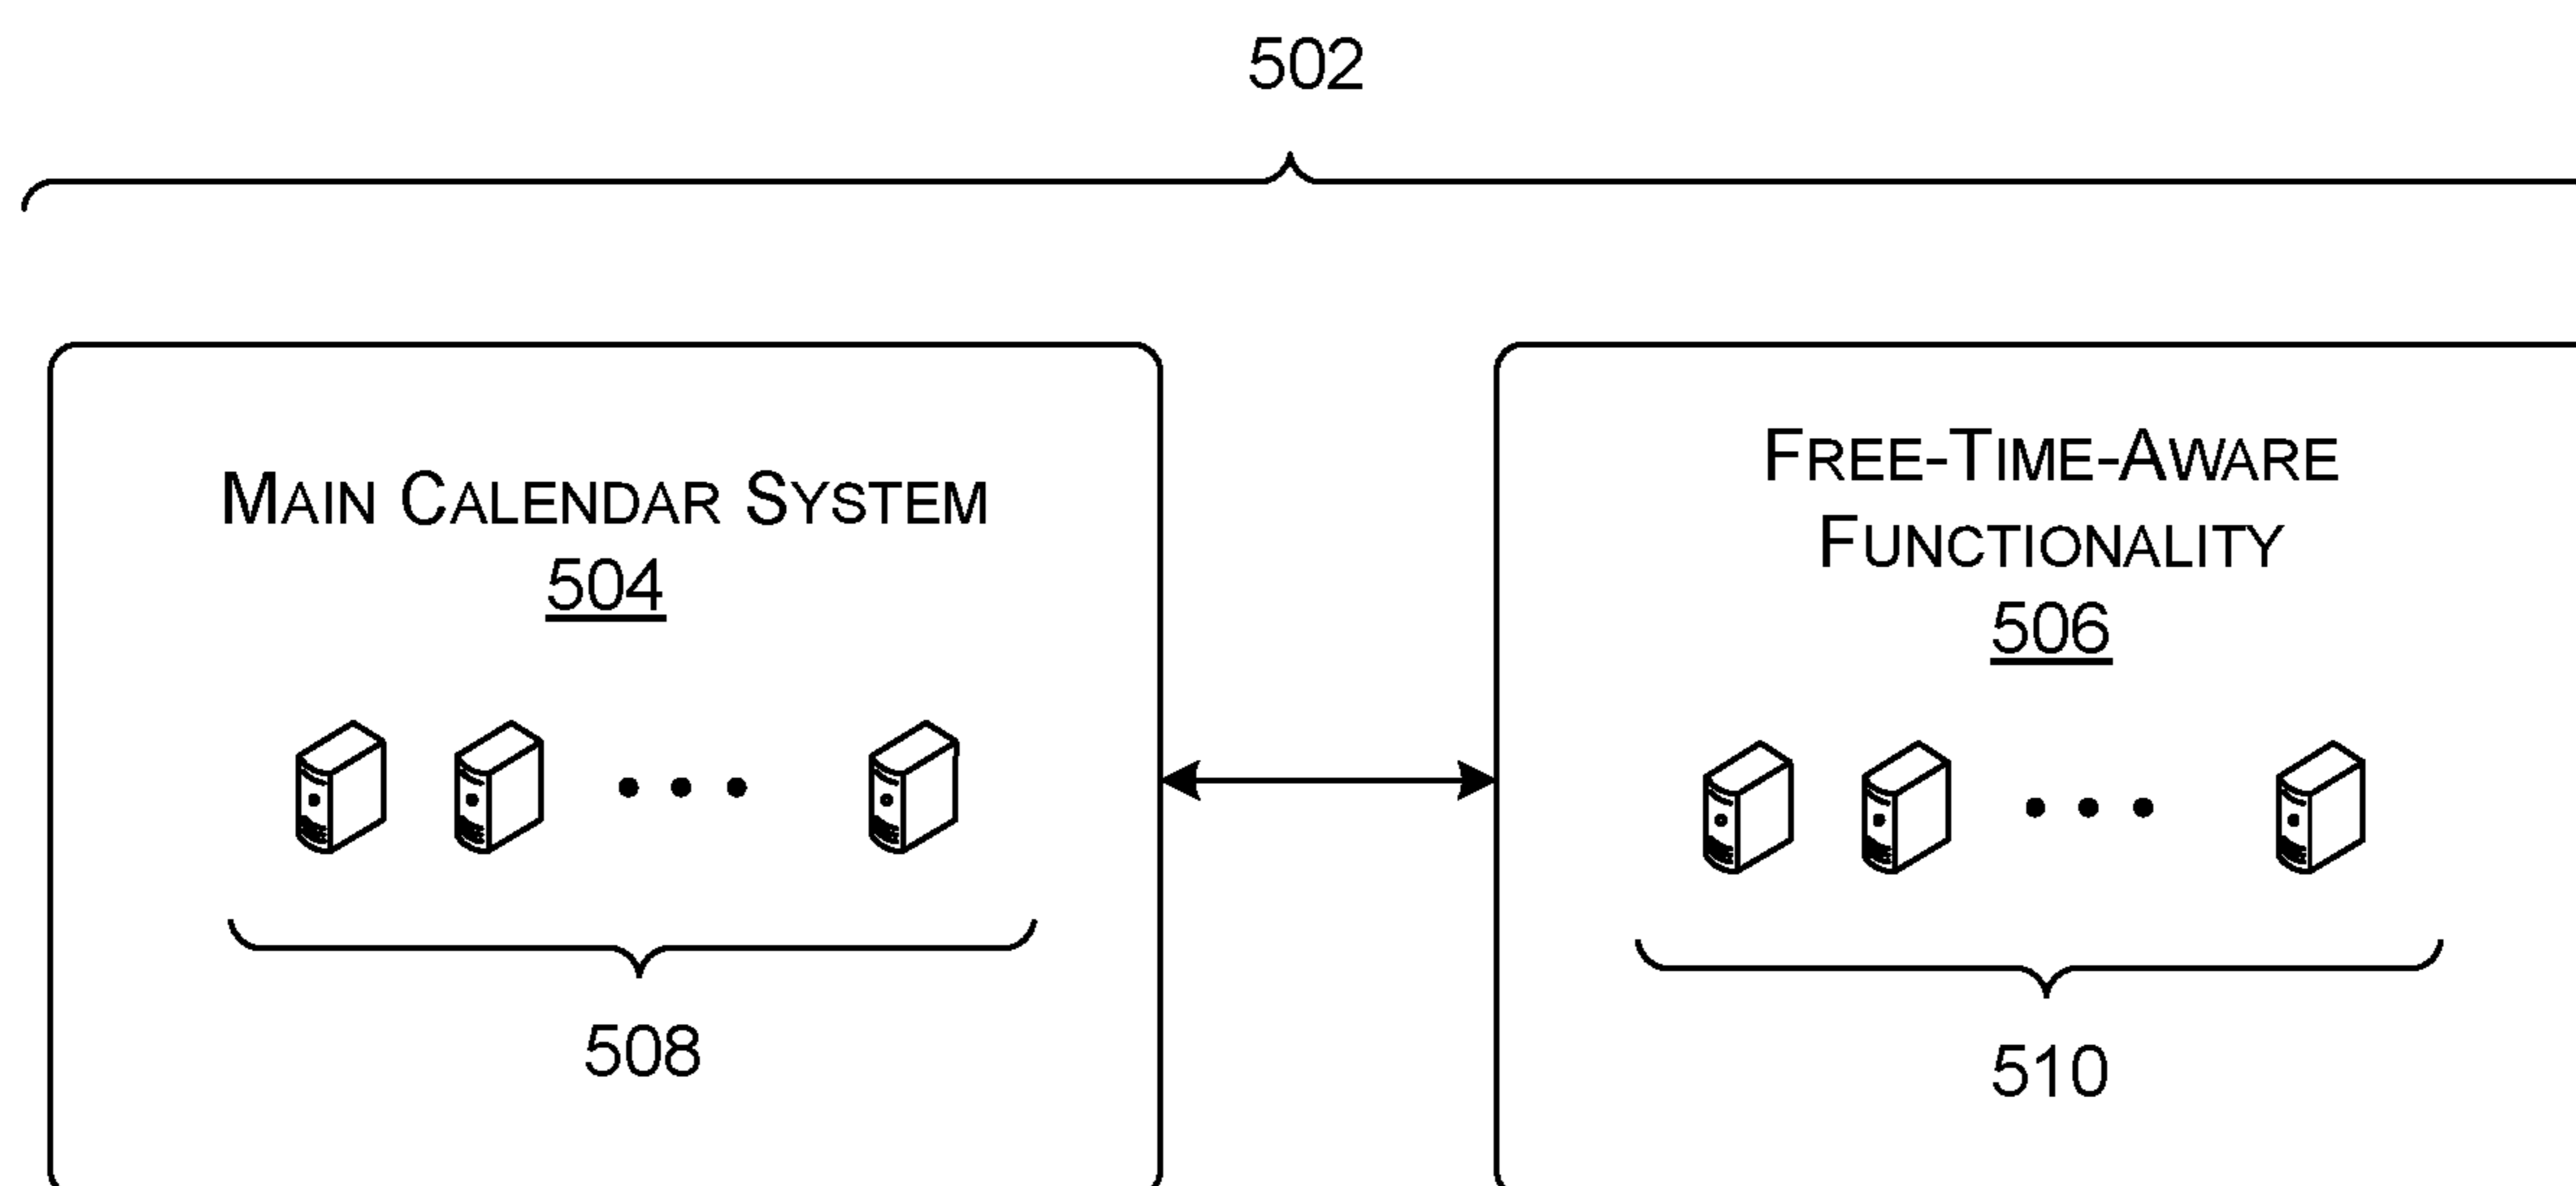 502
MAIN CALENDAR SYSTEM
504
FREE-TIME-AWARE
FUNCTIONALITY
506
508
510